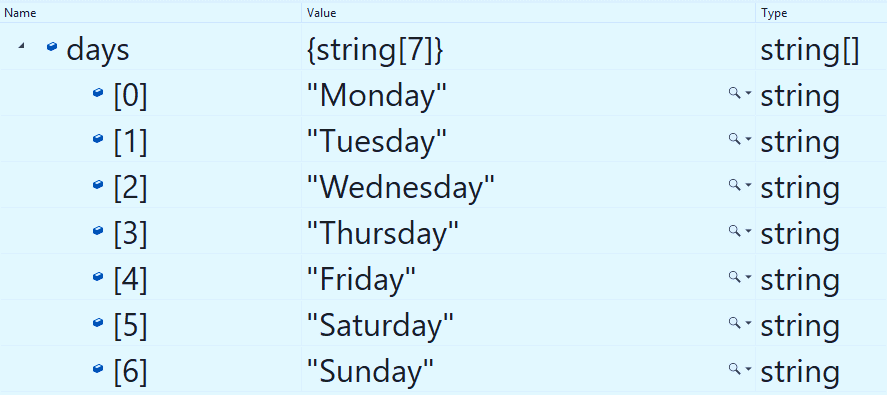 Name Value Type
days {string[7]} string[]
[0] "Monday" string
[1] "Tuesday" string
[2] "Wednesday" string
[3] "Thursday" string
[4] "Friday" string
[5] "Saturday" string
[6] "Sunday" string